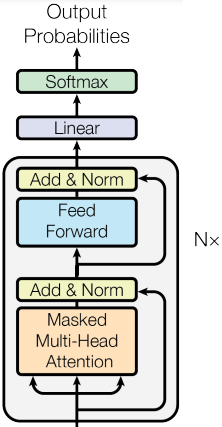 Output
Probabilities
Softmax
Linear
Add & Norm
Feed
Forward
N×
Add & Norm
Masked
Multi-Head
Attention